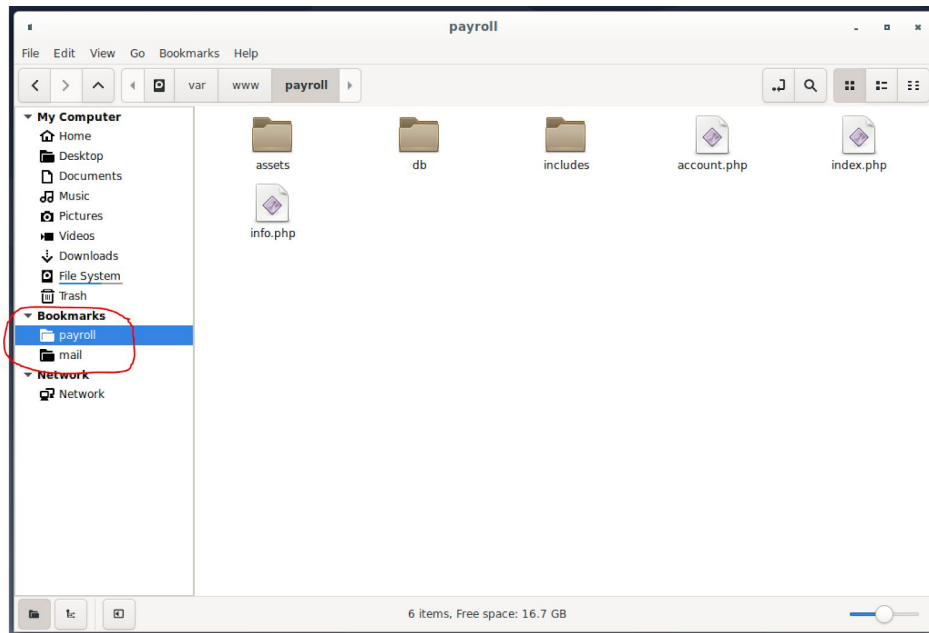 payroll
File Edit View Go Bookmarks Help
var www payroll
My Computer
Home
Desktop
Documents
Music
Pictures
Videos
Downloads
File System
Trash
Bookmarks
payroll
mail
Network
Network
assets db includes account.php index.php
info.php
6 items, Free space: 16.7 GB